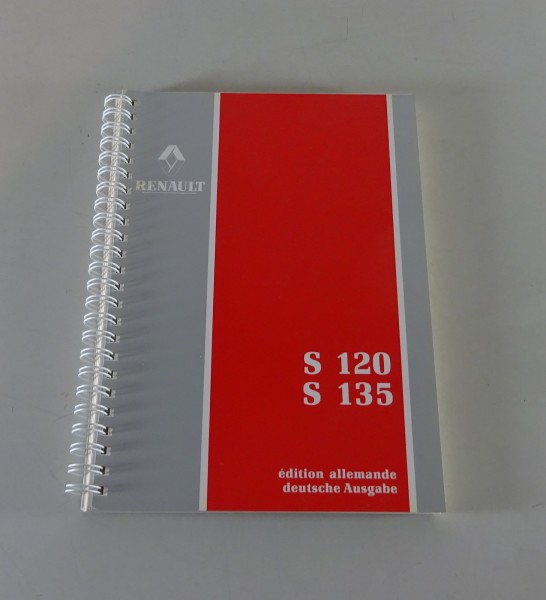 RENAULT
S 120
S 135
édition allemande
deutsche Ausgabe